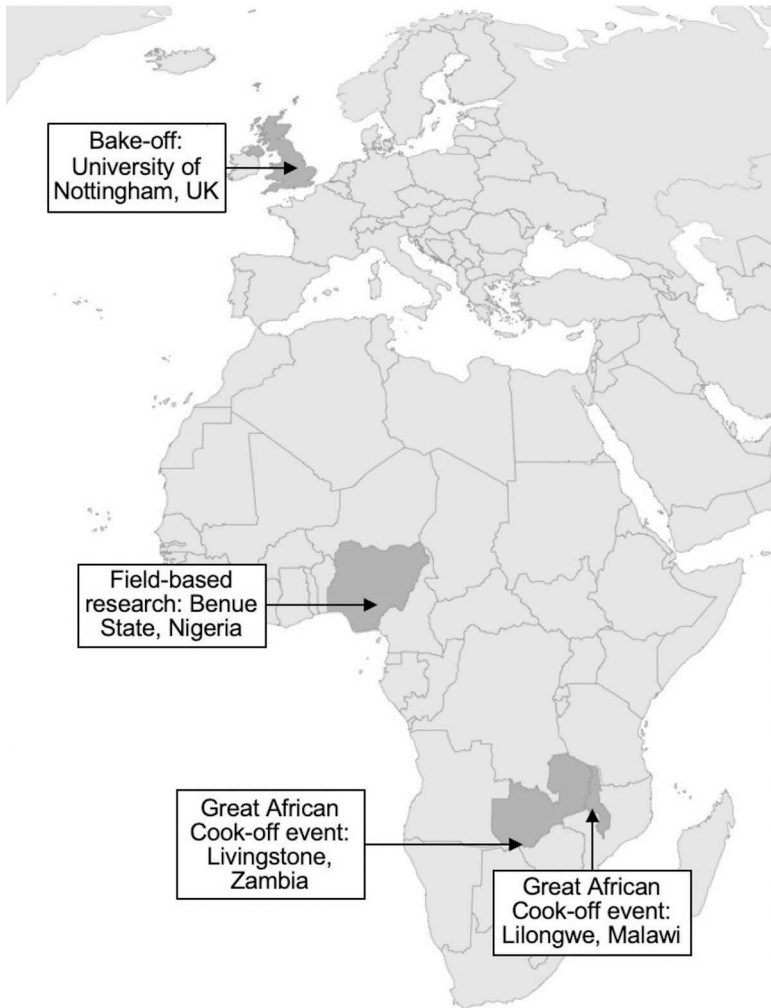 Bake-off:
University of
Nottingham, UK
Field-based
research: Benue
State, Nigeria
Great African
Cook-off event:
Livingstone,
Zambia
Great African
Cook-off event:
Lilongwe, Malawi